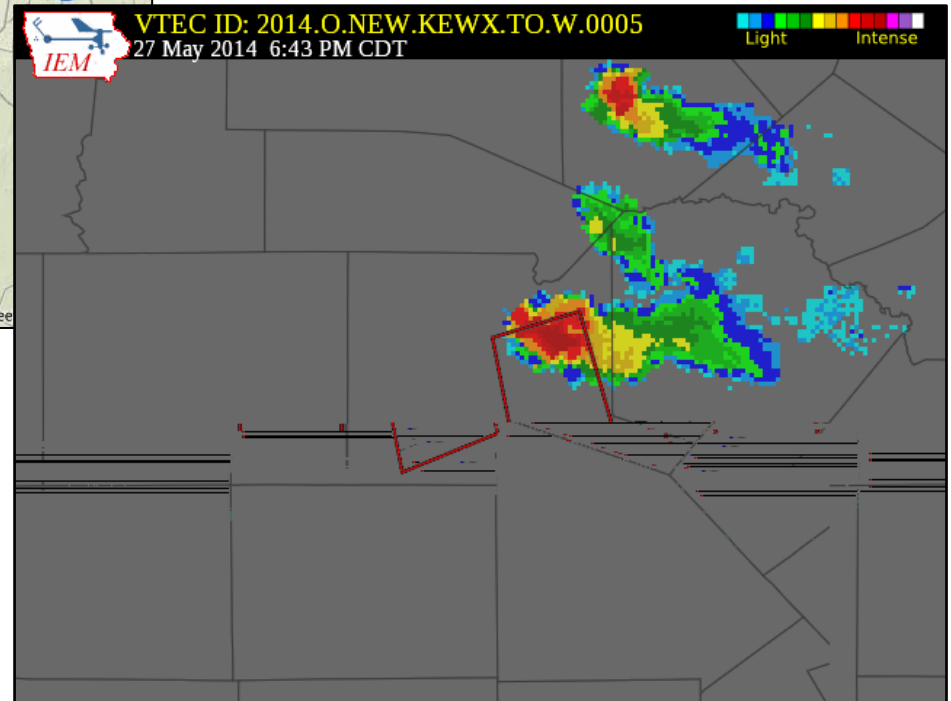 VTEC ID: 2014.O.NEW.KEWX.TO.W.0005
27 May 2014 6:43 PM CDT
IEM
Light Intense